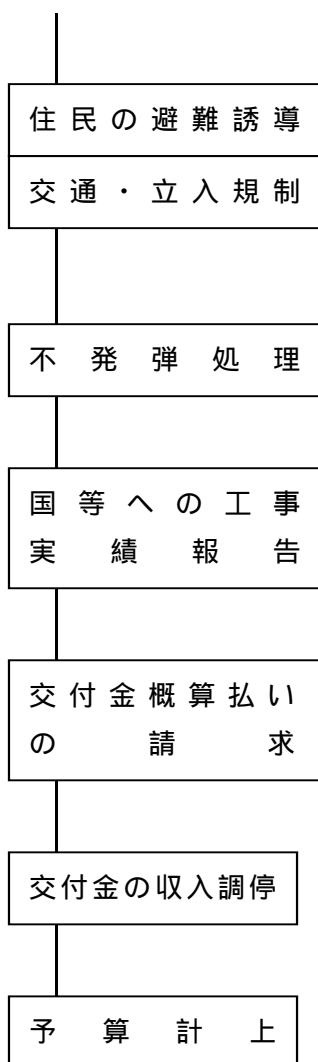 住民の避難誘導
交通・立入規制
不発弾処理
国等への工事
実績報告
交付金概算払い
の請求
交付金の収入調停
予算計上